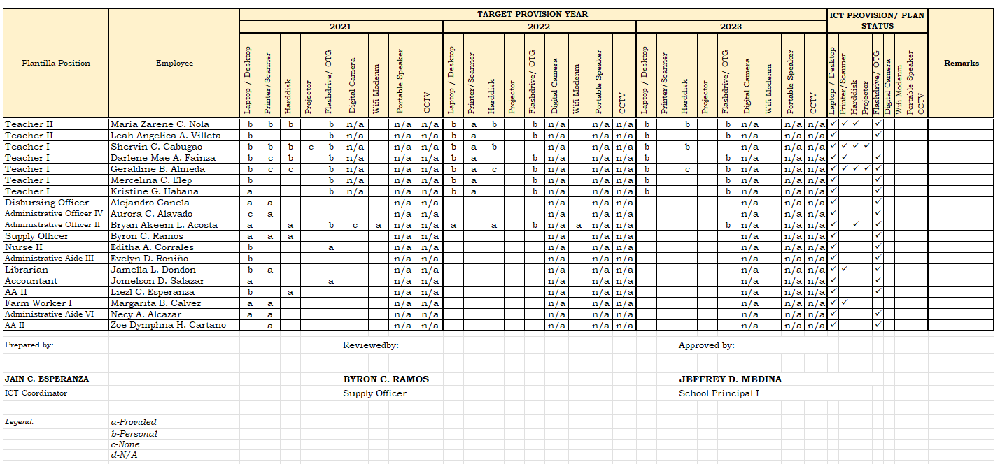 TARGET PROVISION YEAR ICT PROVISION/ PLAN STATUS
Plantilla Position Employee 2021 2022 2023 Remarks
Laptop / Desktop Printer/Scanner Harddisk Projector Flashdrive/ OTG Digital Camera Wifi Modenm Portable Speaker CCTV Laptop / Desktop Printer/Scanner Harddisk Projector Flashdrive/ OTG Digital Camera Wifi Modenm Portable Speaker CCTV Laptop / Desktop Printer/Scanner Harddisk Projector Flashdrive/ OTG Digital Camera Wifi Modenm Portable Speaker CCTV Laptop / Desktop Printer/Scanner Harddisk Projector Flashdrive/ OTG Digital Camera Wifi Modenm Portable Speaker CCTV
Teacher II Maria Zarene C. Nola b b b b n/a n/a n/a b a b b n/a n/a n/a b b b n/a n/a n/a ✓ ✓ ✓ ✓
Teacher II Leah Angelica A. Villeta b b n/a n/a n/a b a b n/a n/a n/a b b n/a n/a n/a ✓ ✓
Teacher I Shervin C. Cabugao b b b c b n/a n/a n/a b a b n/a n/a n/a b b n/a n/a n/a ✓ ✓ ✓ ✓
Teacher I Darlene Mae A. Fainza b c b b n/a n/a n/a b a b n/a n/a n/a b b n/a n/a n/a ✓ ✓ ✓
Teacher I Geraldine B. Almeda b c c b n/a n/a n/a b a c b n/a n/a n/a b c b n/a n/a n/a ✓ ✓ ✓ ✓ ✓
Teacher I Mercelina C. Elep b b n/a n/a n/a b a b n/a n/a n/a b b n/a n/a n/a ✓ ✓
Teacher I Kristine G. Habana a b n/a n/a n/a b a b n/a n/a n/a b b n/a n/a n/a ✓ ✓
Disbursing Officer Alejandro Canela a a n/a n/a n/a n/a n/a n/a n/a n/a ✓ ✓
Administrative Officer IV Aurora C. Alavado c a n/a n/a n/a n/a n/a n/a n/a n/a ✓ ✓
Administrative Officer II Bryan Akeem L. Acosta a a b c a n/a n/a a a b n/a a n/a n/a b n/a n/a n/a ✓ ✓ ✓
Supply Officer Byron C. Ramos a a a n/a n/a n/a n/a n/a n/a n/a n/a ✓ ✓
Nurse II Editha A. Corrales b a n/a n/a n/a n/a n/a n/a n/a n/a ✓ ✓
Administrative Aide III Evelyn D. Roniño b n/a n/a n/a n/a n/a n/a n/a n/a ✓ ✓
Librarian Jamella L. Dondon b a n/a n/a n/a n/a n/a n/a n/a n/a ✓ ✓ ✓
Accountant Jomelson D. Salazar a a n/a n/a n/a n/a n/a n/a n/a n/a ✓ ✓
AA II Liezl C. Esperanza b a n/a n/a n/a n/a n/a n/a n/a n/a ✓ ✓
Farm Worker I Margarita B. Calvez a a n/a n/a n/a n/a n/a n/a n/a n/a ✓ ✓
Administrative Aide VI Necy A. Alcazar a a n/a n/a n/a n/a n/a n/a n/a n/a ✓ ✓
AA II Zoe Dymphna H. Cartano a n/a n/a n/a n/a n/a n/a n/a n/a ✓ ✓
Prepared by: Reviewedby: Approved by:
JAIN C. ESPERANZA BYRON C. RAMOS JEFFREY D. MEDINA
ICT Coordinator Supply Officer School Principal I
Legend: a-Provided
b-Personal
c-None
d-N/A